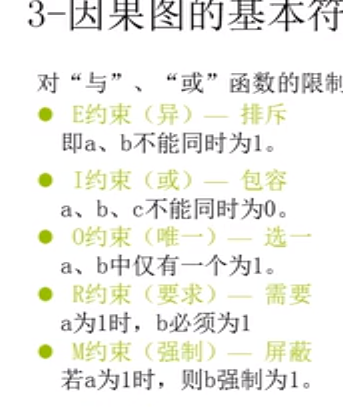 3-因果图的基本符
对“与”、“或”函数的限制
E约束（异）— 排斥
即a、b不能同时为1。
I约束（或）— 包容
a、b、c不能同时为0。
O约束（唯一）— 选一
a、b中仅有一个为1。
R约束（要求）— 需要
a为1时，b必须为1
M约束（强制）— 屏蔽
若a为1时，则b强制为1。